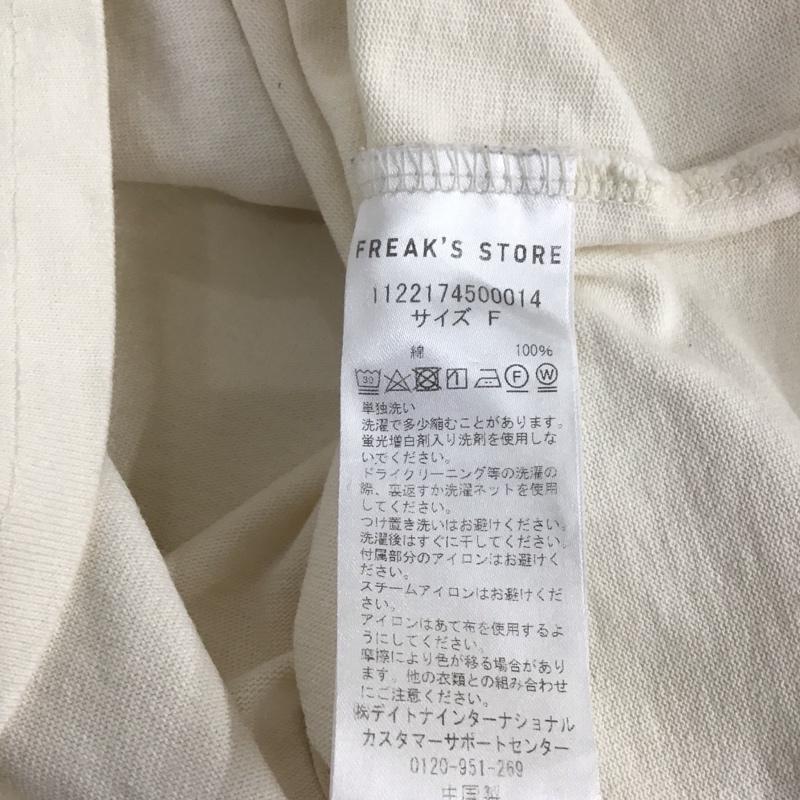 FREAK'S STORE
1122174500014
サイズ F
綿 100%
30 F W
単独洗い
洗濯で多少縮むことがあります。
蛍光増白剤入り洗剤を使用しな
いでください。
ドライクリーニング等の洗濯の
際、裏返すか洗濯ネットを使用
してください。
つけ置き洗いはお避けください。
洗濯後はすぐに干してください。
付属部分のアイロンはお避けく
ださい。
スチームアイロンはお避けくだ
さい。
アイロンはあて布を使用するよ
うにしてください。
摩擦により色が移る場合があり
ます。他の衣類との組み合わせ
にご注意ください。
㈱デイトナインターナショナル
カスタマーサポートセンター
0120-951-269
中国製